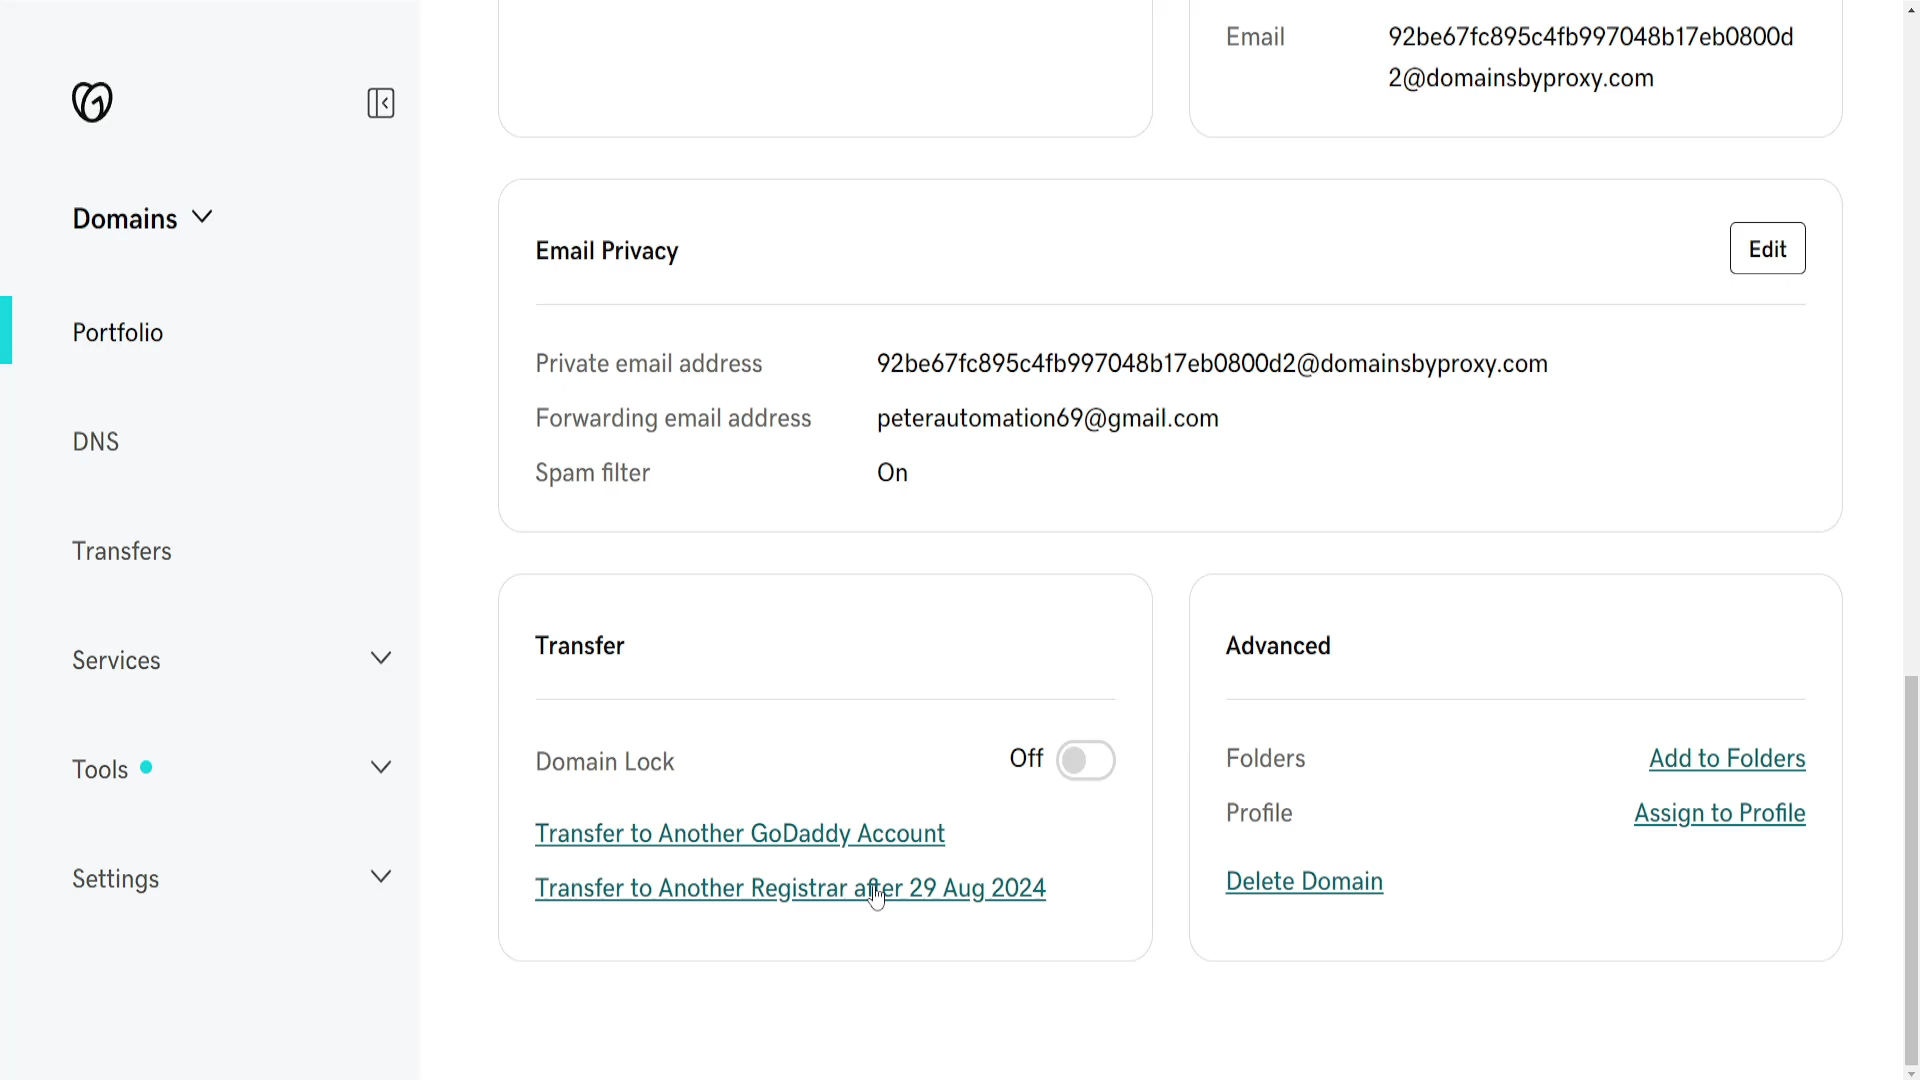 Email
92be67fc895c4fb997048b17eb0800d
2@domainsbyproxy.com
Domains
Portfolio
DNS
Transfers
Services
Tools
Settings
Email Privacy
Edit
Private email address 92be67fc895c4fb997048b17eb0800d2@domainsbyproxy.com
Forwarding email address peterautomation69@gmail.com
Spam filter On
Transfer
Domain Lock Off
Transfer to Another GoDaddy Account
Transfer to Another Registrar after 29 Aug 2024
Advanced
Folders Add to Folders
Profile Assign to Profile
Delete Domain